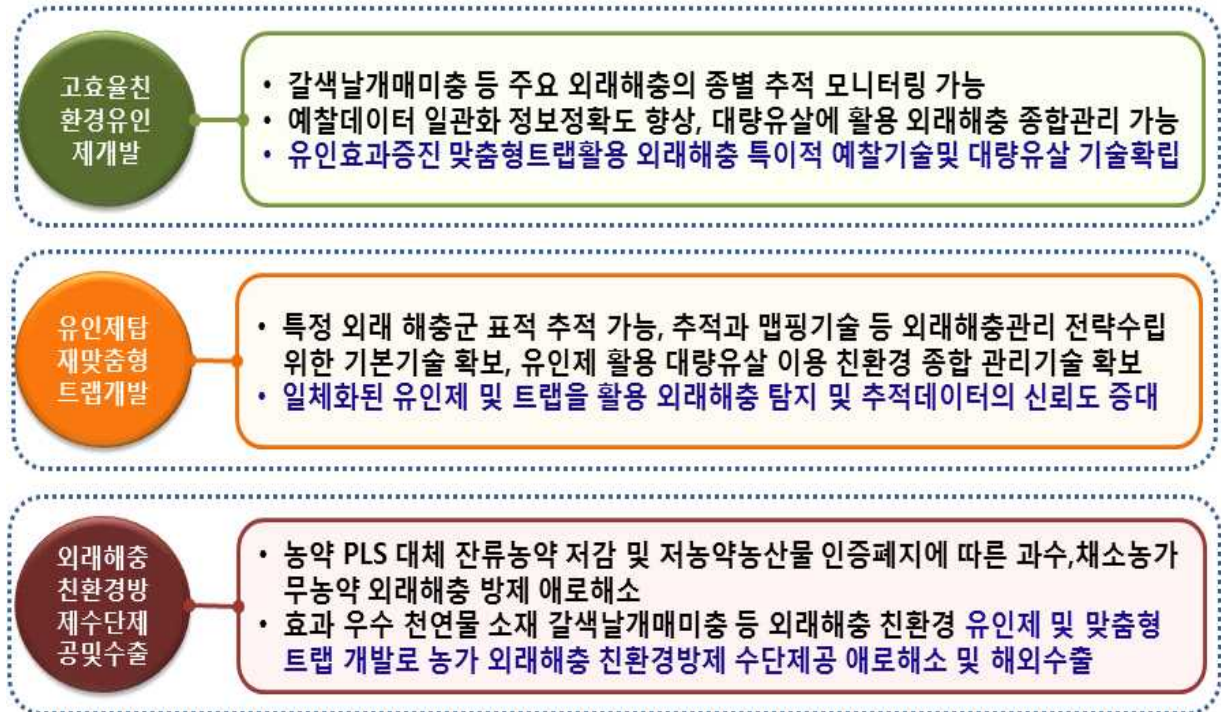 고효율친
환경유인
제개발
• 갈색날개매미충 등 주요 외래해충의 종별 추적 모니터링 가능
• 예찰데이터 일관화 정보정확도 향상, 대량유살에 활용 외래해충 종합관리 가능
• 유인효과증진 맞춤형트랩활용 외래해충 특이적 예찰기술및 대량유살 기술확립
유인제탑
재맞춤형
트랩개발
• 특정 외래 해충군 표적 추적 가능, 추적과 맵핑기술 등 외래해충관리 전략수립
위한 기본기술 확보, 유인제 활용 대량유살 이용 친환경 종합 관리기술 확보
• 일체화된 유인제 및 트랩을 활용 외래해충 탐지 및 추적데이터의 신뢰도 증대
외래해충
친환경방
제수단제
공및수출
• 농약 PLS 대체 잔류농약 저감 및 저농약농산물 인증폐지에 따른 과수,채소농가
무농약 외래해충 방제 애로해소
• 효과 우수 천연물 소재 갈색날개매미충 등 외래해충 친환경 유인제 및 맞춤형
트랩 개발로 농가 외래해충 친환경방제 수단제공 애로해소 및 해외수출